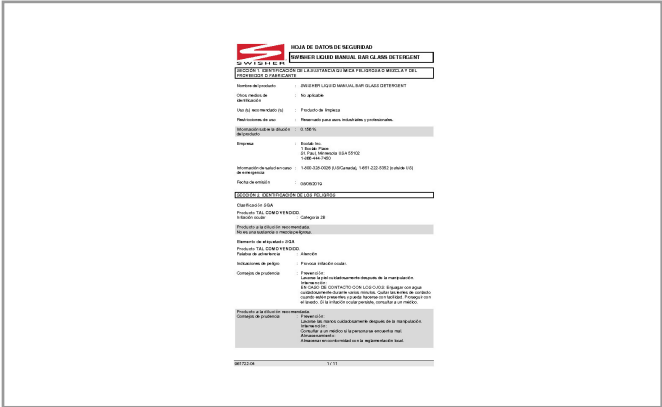 SWISHER
HOJA DE DATOS DE SEGURIDAD
SWISHER LIQUID MANUAL BAR GLASS DETERGENT
SECCIÓN 1. IDENTIFICACIÓN DE LA SUSTANCIA QUÍMICA PELIGROSA O MEZCLA Y DEL
PROVEEDOR O FABRICANTE
Nombre del producto : SWISHER LIQUID MANUAL BAR GLASS DETERGENT
Otros medios de : No aplicable
identificación
Uso(s) recomendado(s) : Producto de limpieza
Restricciones de uso : Reservado para usos industriales y profesionales.
Información sobre la dilución : 0.156 %
del producto
Empresa : Ecolab Inc.
1 Ecolab Place
St. Paul, Minnesota USA 55102
1-866-444-7450
Información de salud en caso : 1-800-328-0026 (US/Canada), 1-651-222-5352 (outside US)
de emergencia
Fecha de emisión :
SECCIÓN 2. IDENTIFICACIÓN DE LOS PELIGROS
Clasificación SGA
Producto TAL COMO VENDIDO.
Irritación ocular : Categoría 2B
Producto a la dilución recomendada.
No es una sustancia o mezcla peligrosa.
Elemento de etiquetado SGA
Producto TAL COMO VENDIDO.
Palabra de advertencia : Atención
Indicaciones de peligro : Provoca irritación ocular.
Consejos de prudencia : Prevención:
Lavarse la piel cuidadosamente después de la manipulación.
Intervención:
EN CASO DE CONTACTO CON LOS OJOS: Enjuagar con agua
cuidadosamente durante varios minutos. Quitar las lentes de contacto
cuando estén presentes y pueda hacerse con facilidad. Proseguir con
el lavado. Si la irritación ocular persiste, consultar a un médico.
Producto a la dilución recomendada.
Consejos de prudencia : Prevención:
Lavarse las manos cuidadosamente después de la manipulación.
Intervención:
Consultar a un médico si la persona se encuentra mal.
Almacenamiento:
Almacenar en conformidad con la reglamentación local.
1 / 11